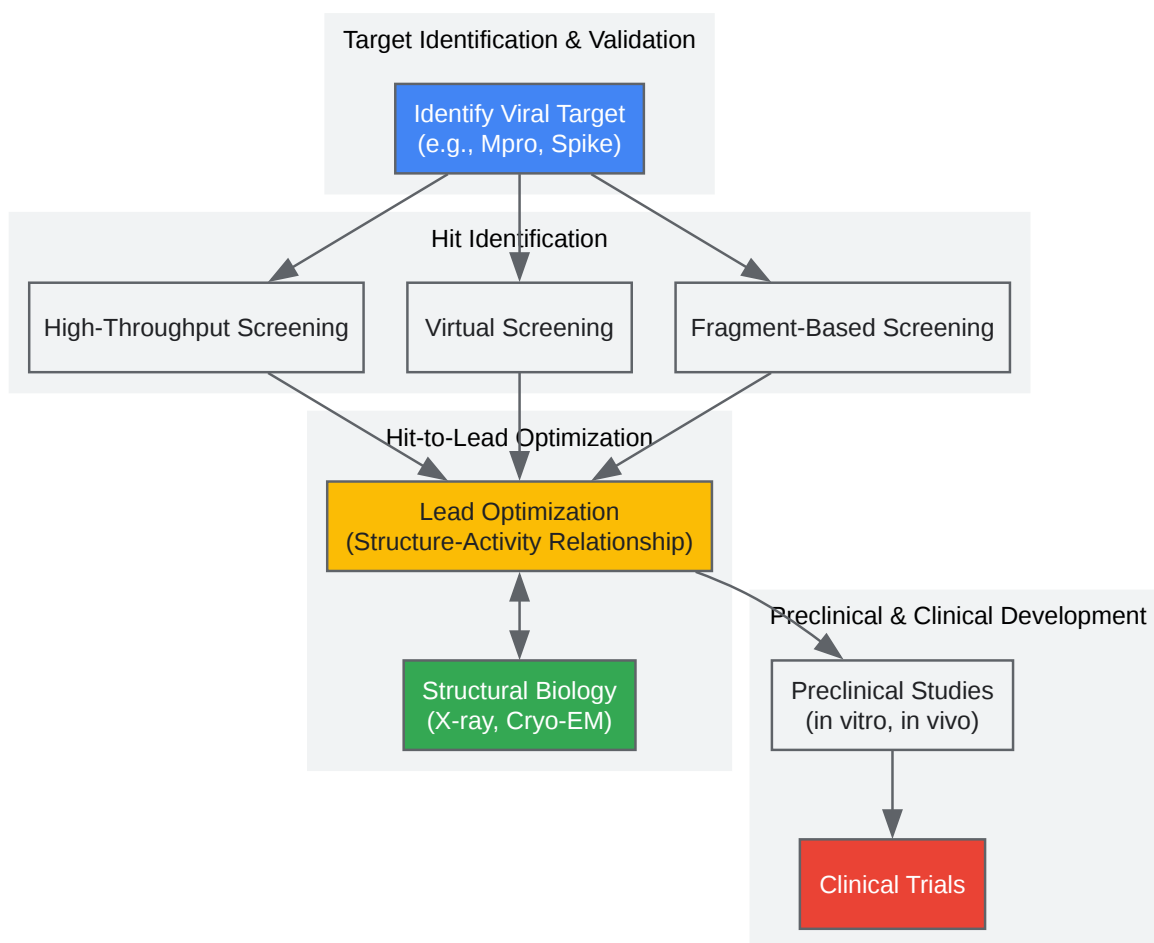 Target Identification & Validation
Identify Viral Target
(e.g., Mpro, Spike)
Hit Identification
High-Throughput Screening
Virtual Screening
Fragment-Based Screening
Hit-to-Lead Optimization
Lead Optimization
(Structure-Activity Relationship)
Structural Biology
(X-ray, Cryo-EM)
Preclinical & Clinical Development
Preclinical Studies
(in vitro, in vivo)
Clinical Trials